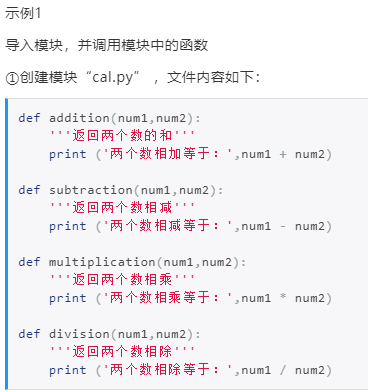 示例1
导入模块，并调用模块中的函数
①创建模块“cal.py” ，文件内容如下：
def addition(num1,num2):
    '''返回两个数的和'''
    print ('两个数相加等于：',num1 + num2)
def subtraction(num1,num2):
    '''返回两个数相减'''
    print ('两个数相减等于：',num1 - num2)
def multiplication(num1,num2):
    '''返回两个数相乘'''
    print ('两个数相乘等于：',num1 * num2)
def division(num1,num2):
    '''返回两个数相除'''
    print ('两个数相除等于：',num1 / num2)